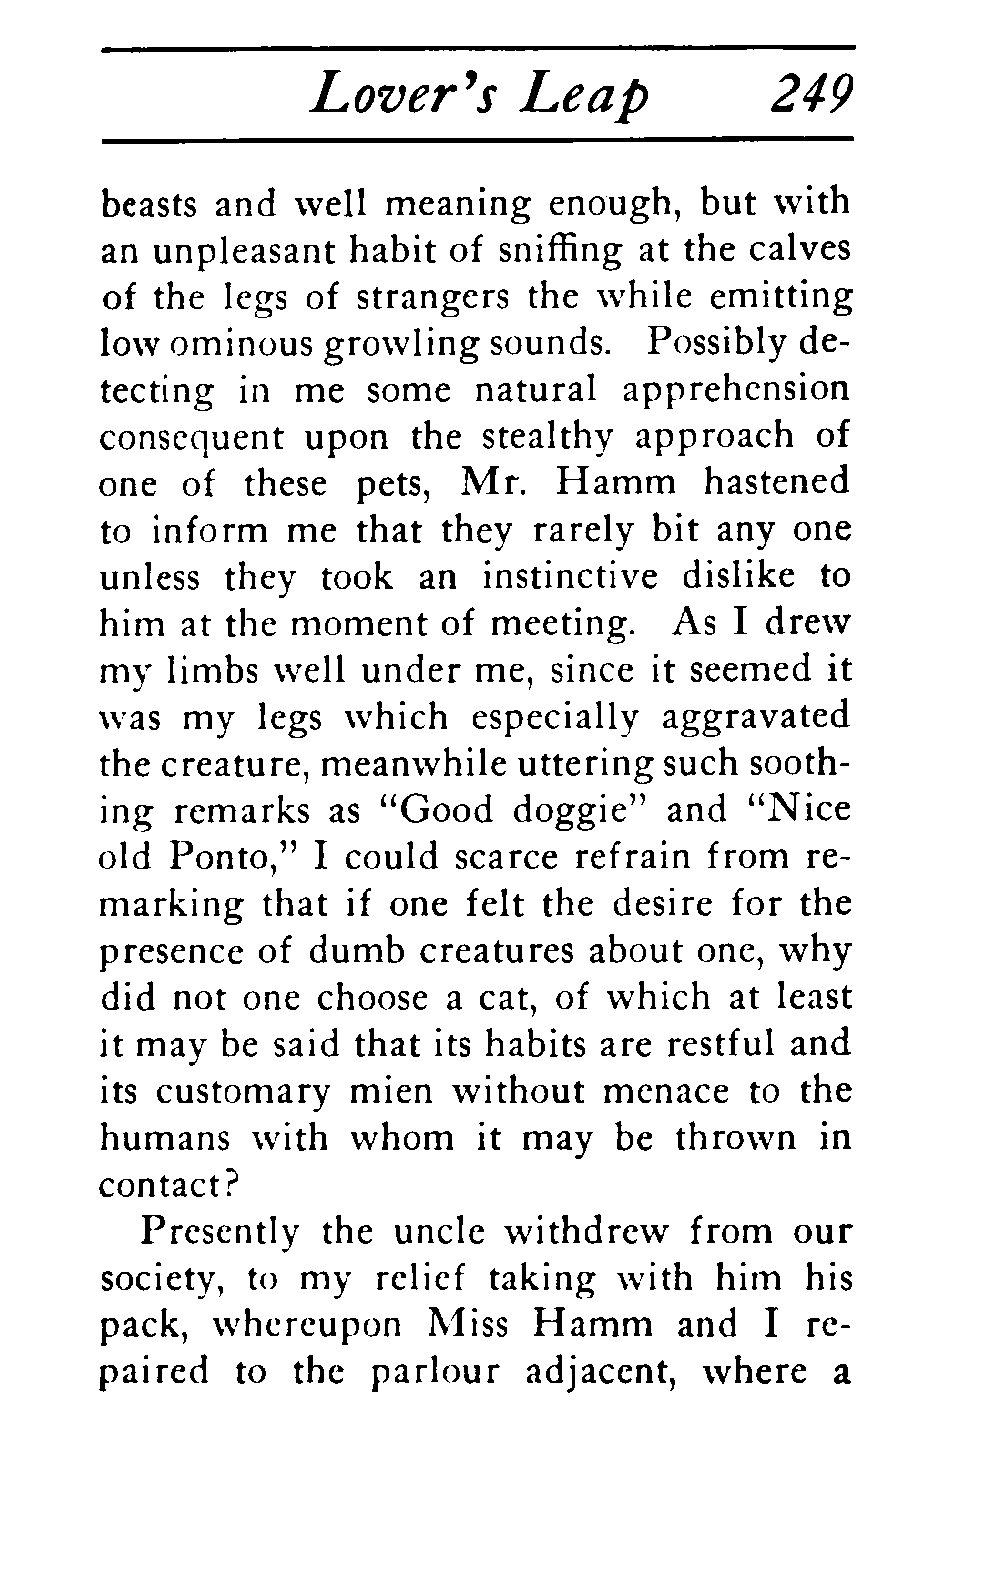 Lover's Leap 249
beasts and well meaning enough, but with
an unpleasant habit of sniffing at the calves
of the legs of strangers the while emitting
low ominous growling sounds. Possibly de-
tecting in me some natural apprehension
consequent upon the stealthy approach of
one of these pets, Mr. Hamm hastened
to inform me that they rarely bit any one
unless they took an instinctive dislike to
him at the moment of meeting. As I drew
my limbs well under me, since it seemed it
was my legs which especially aggravated
the creature, meanwhile uttering such sooth-
ing remarks as "Good doggie" and "Nice
old Ponto," I could scarce refrain from re-
marking that if one felt the desire for the
presence of dumb creatures about one, why
did not one choose a cat, of which at least
it may be said that its habits are restful and
its customary mien without menace to the
humans with whom it may be thrown in
contact?
Presently the uncle withdrew from our
society, to my relief taking with him his
pack, whereupon Miss Hamm and I re-
paired to the parlour adjacent, where a